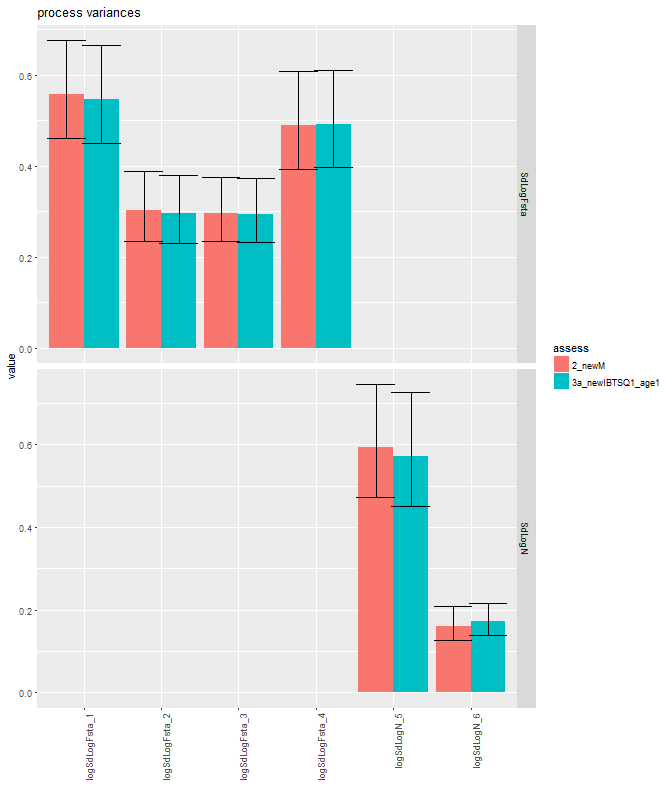 process variances
0.6
0.4
0.2
0.0
SdLogFsta
value
0.6
0.4
0.2
0.0
SdLogN
logSdLogFsta_1
logSdLogFsta_2
logSdLogFsta_3
logSdLogFsta_4
logSdLogN_5
logSdLogN_6
assess
2_newM
3a_newIBTSQ1_age1